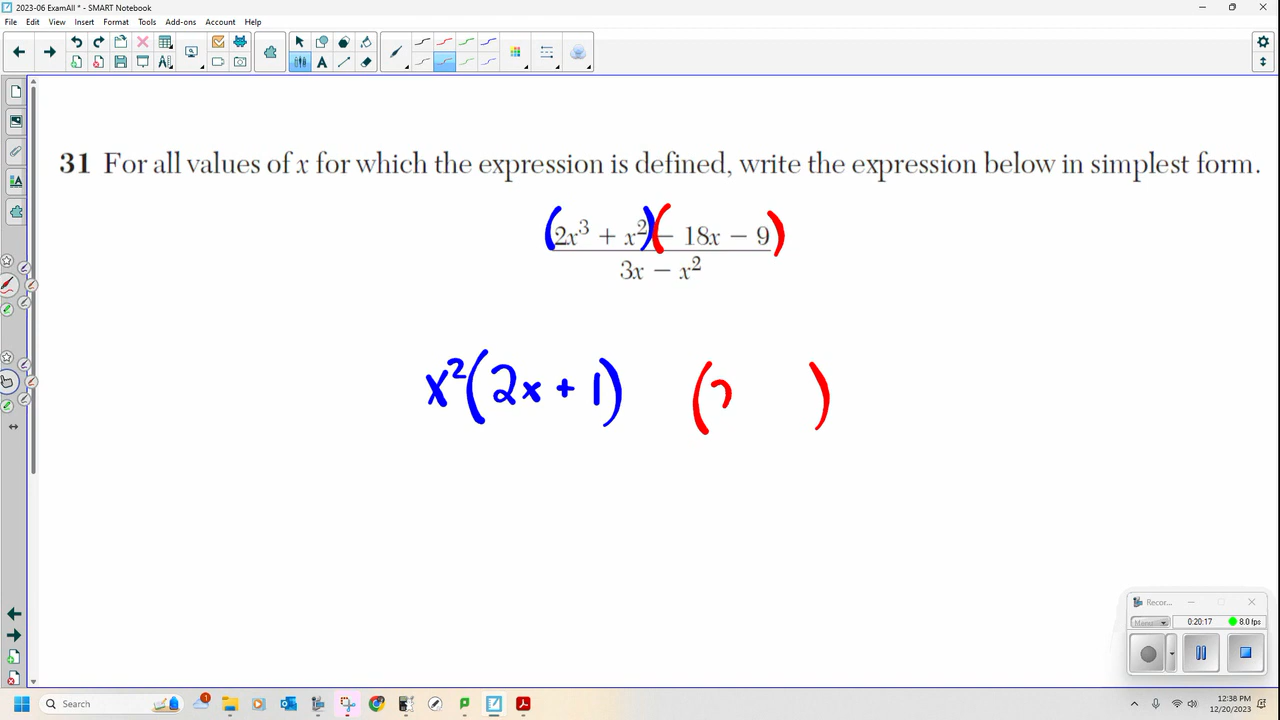 2023-06 ExamAll * - SMART Notebook
File Edit View Insert Format Tools Add-ons Account Help
31 For all values of x for which the expression is defined, write the expression below in simplest form.
(2x³ + x²)(− 18x − 9)
3x − x²
x²(2x + 1) ( )
Recor...
0:20:17 8.0 fps
Search
1
12:38 PM
12/20/2023